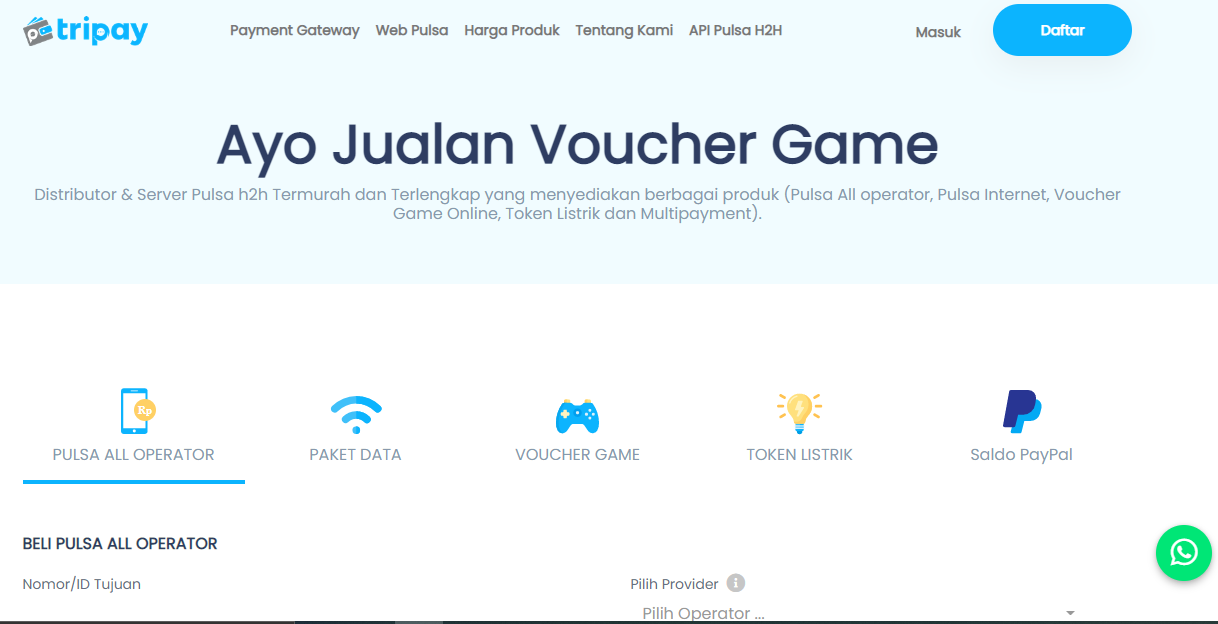 tripay
Payment Gateway Web Pulsa Harga Produk Tentang Kami API Pulsa H2H Masuk Daftar
Ayo Jualan Voucher Game
Distributor & Server Pulsa h2h Termurah dan Terlengkap yang menyediakan berbagai produk (Pulsa All operator, Pulsa Internet, Voucher
Game Online, Token Listrik dan Multipayment).
Rp
PULSA ALL OPERATOR PAKET DATA VOUCHER GAME TOKEN LISTRIK Saldo PayPal
BELI PULSA ALL OPERATOR
Nomor/ID Tujuan Pilih Provider
Pilih Operator ...